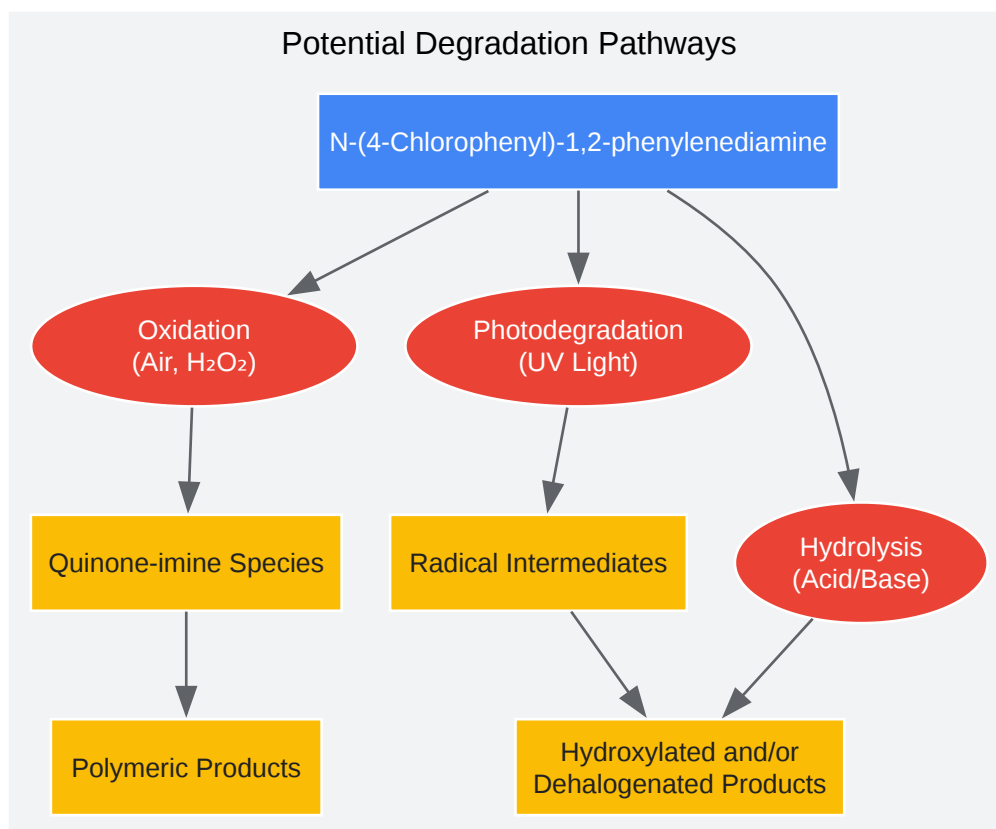 Potential Degradation Pathways
N-(4-Chlorophenyl)-1,2-phenylenediamine
Oxidation
(Air, H₂O₂)
Photodegradation
(UV Light)
Quinone-imine Species
Radical Intermediates
Hydrolysis
(Acid/Base)
Polymeric Products
Hydroxylated and/or
Dehalogenated Products